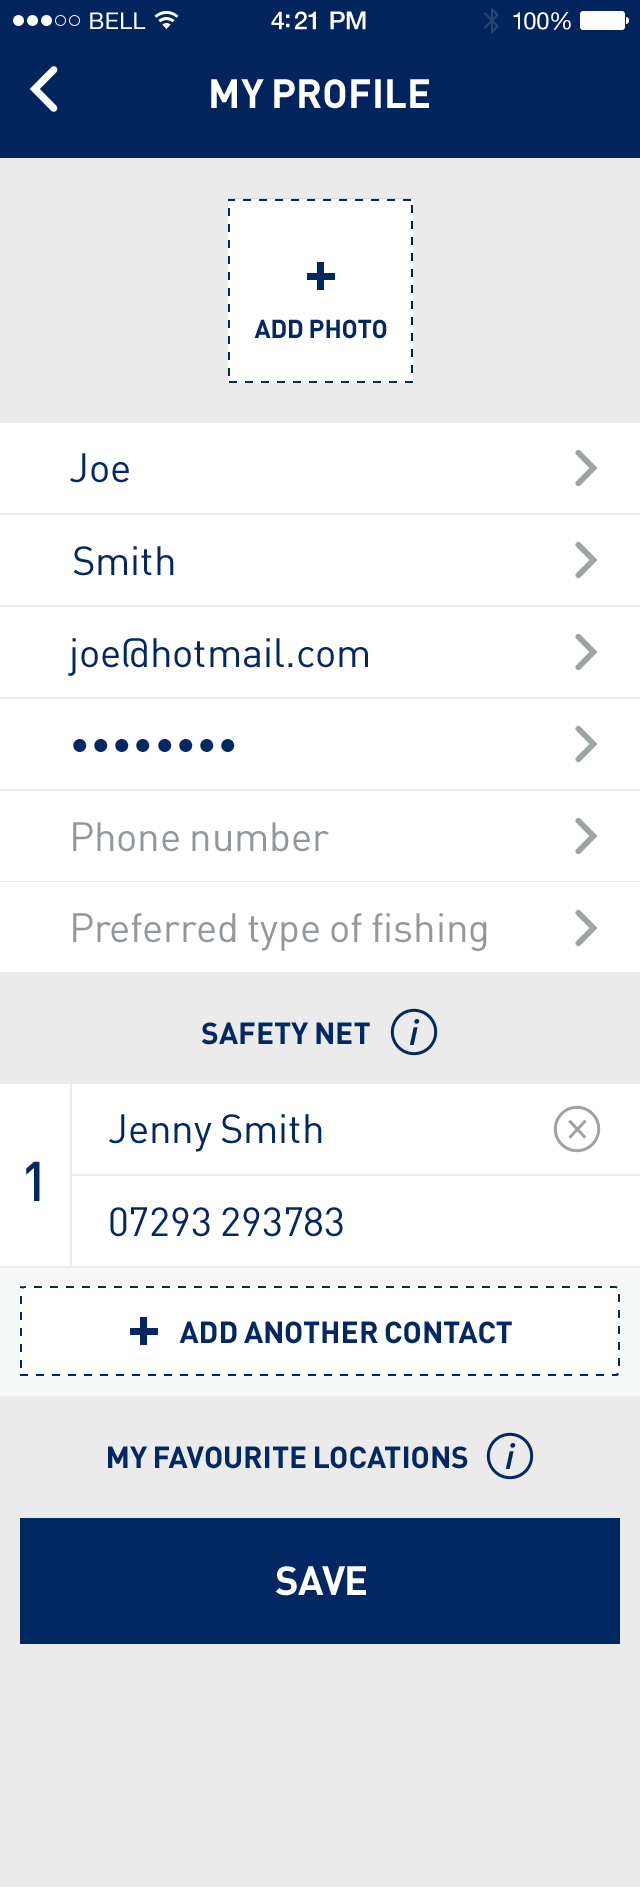 BELL 4:21 PM 100%
MY PROFILE
+
ADD PHOTO
Joe
Smith
joe@hotmail.com
••••••••
Phone number
Preferred type of fishing
SAFETY NET i
Jenny Smith
1
07293 293783
+ ADD ANOTHER CONTACT
MY FAVOURITE LOCATIONS i
SAVE